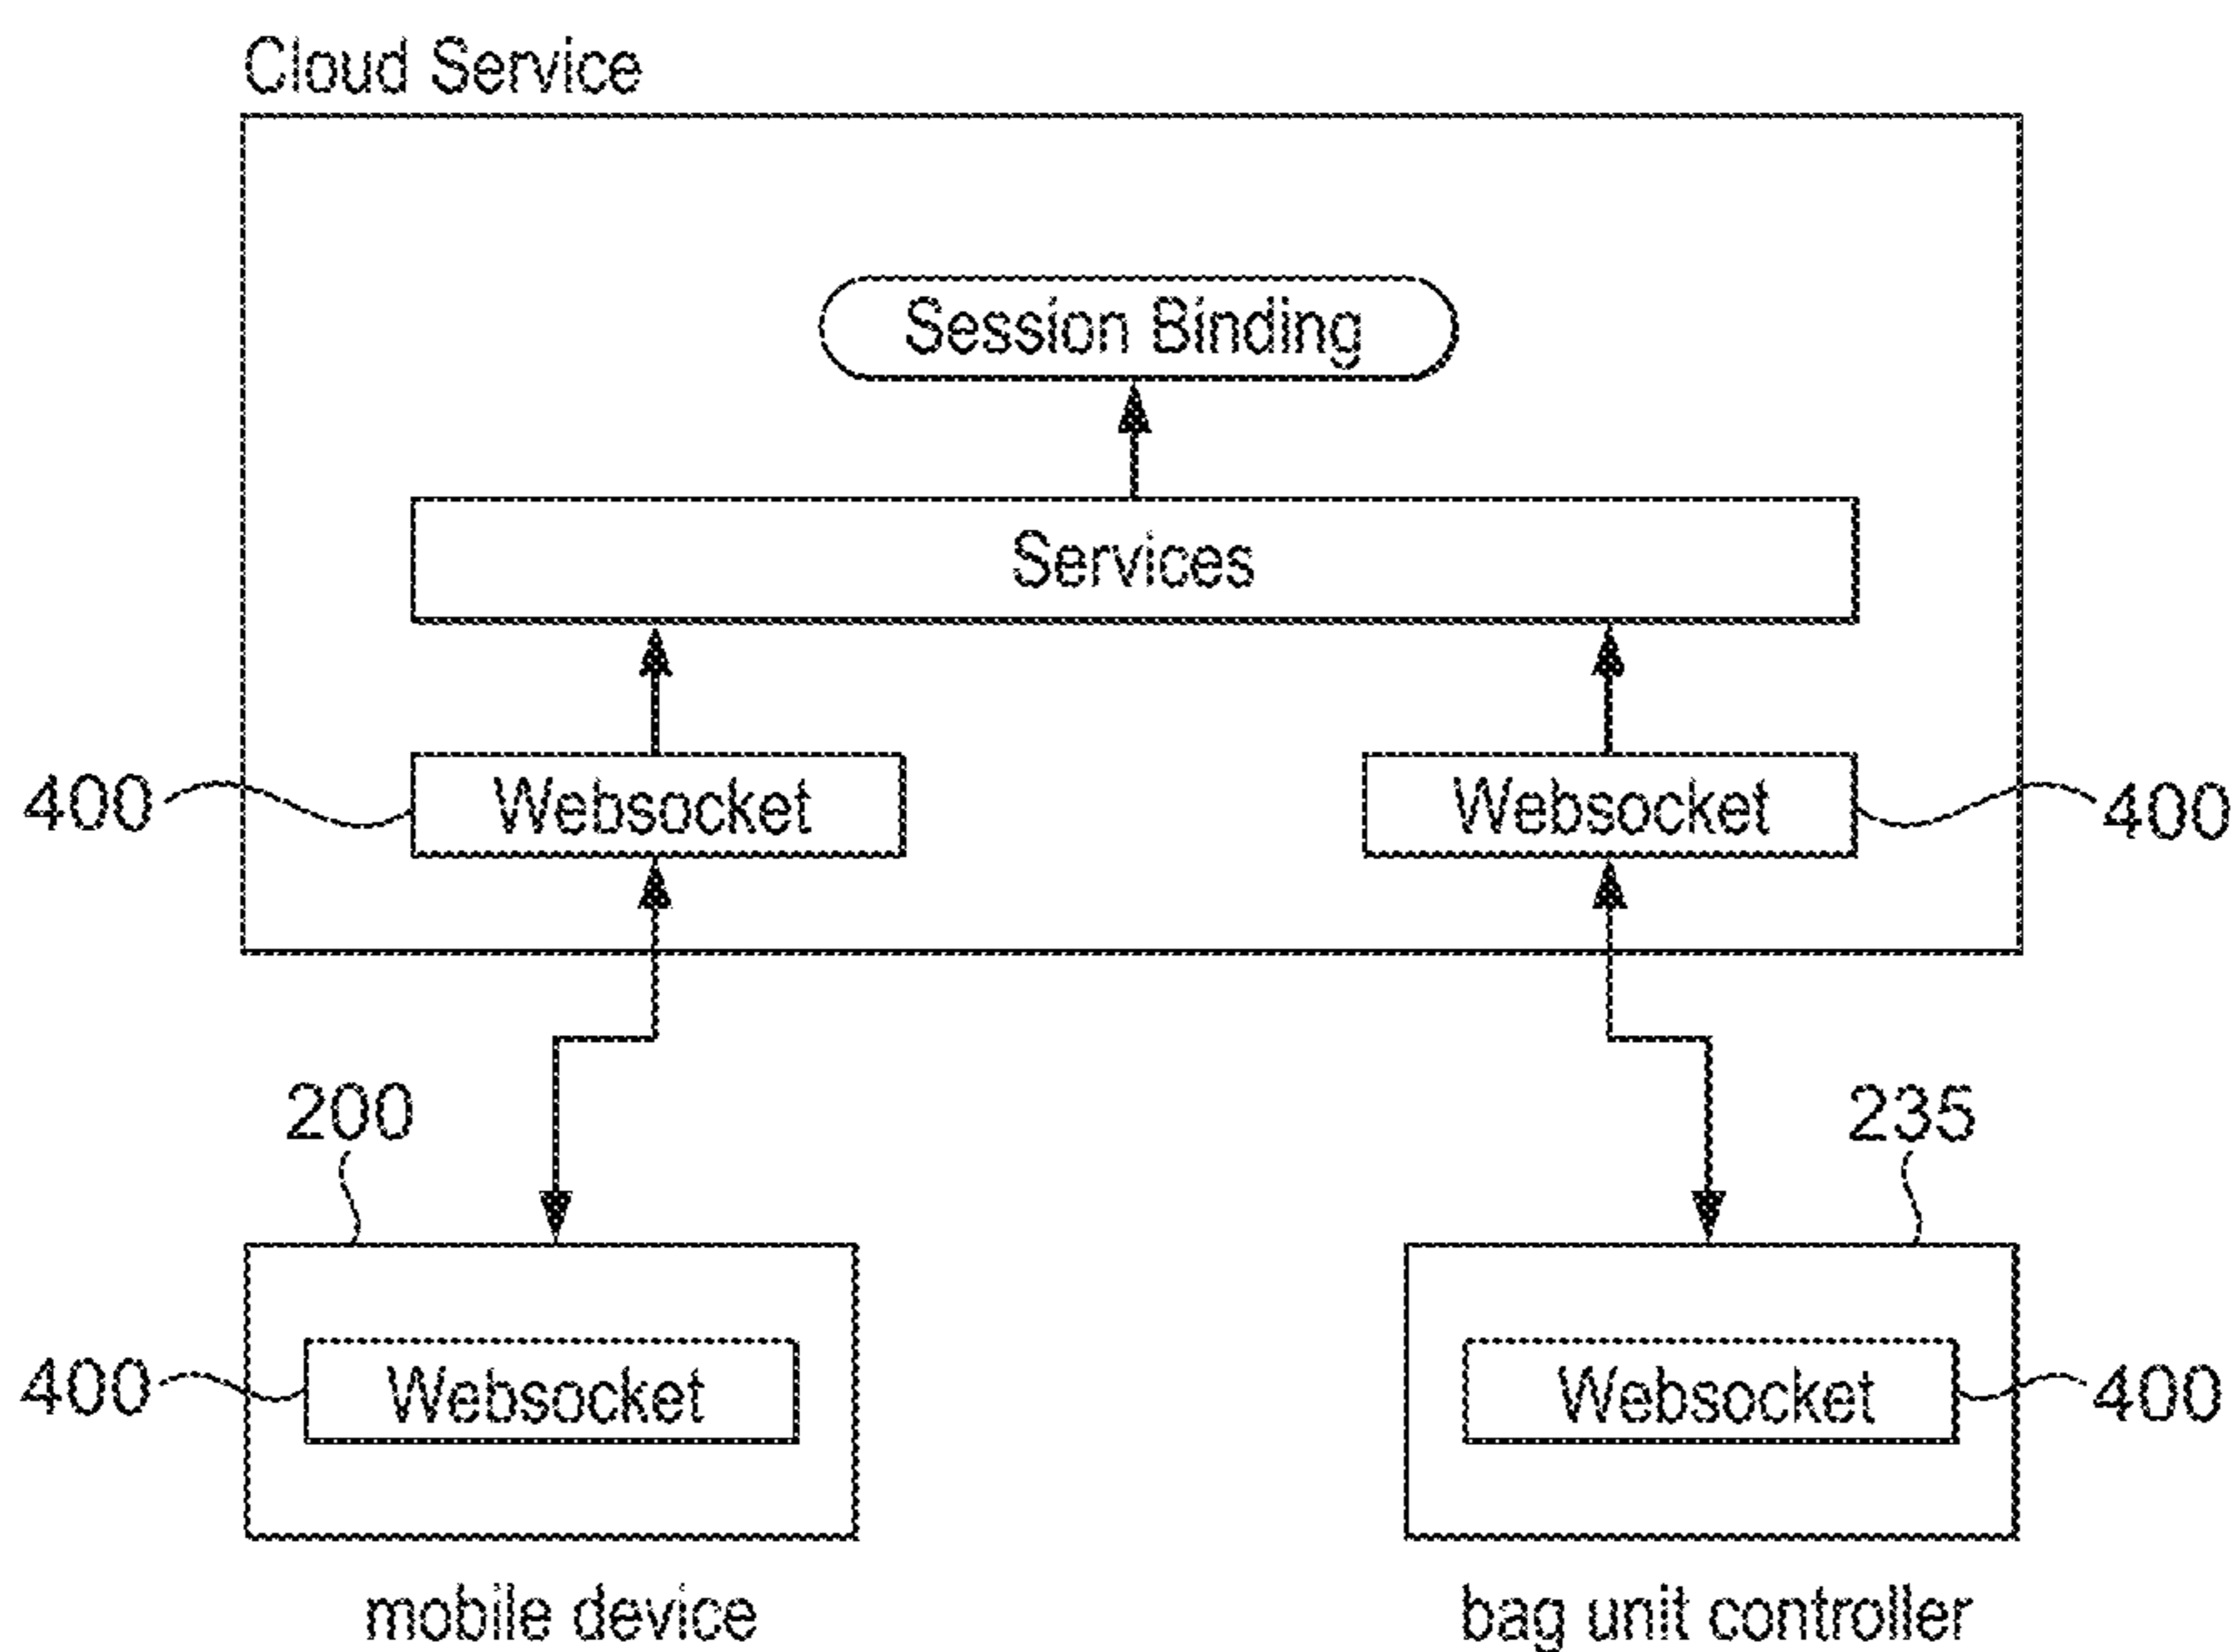 Cloud Service
Session Binding
Services
400 Websocket Websocket 400
200 235
400 Websocket Websocket 400
mobile device bag unit controller